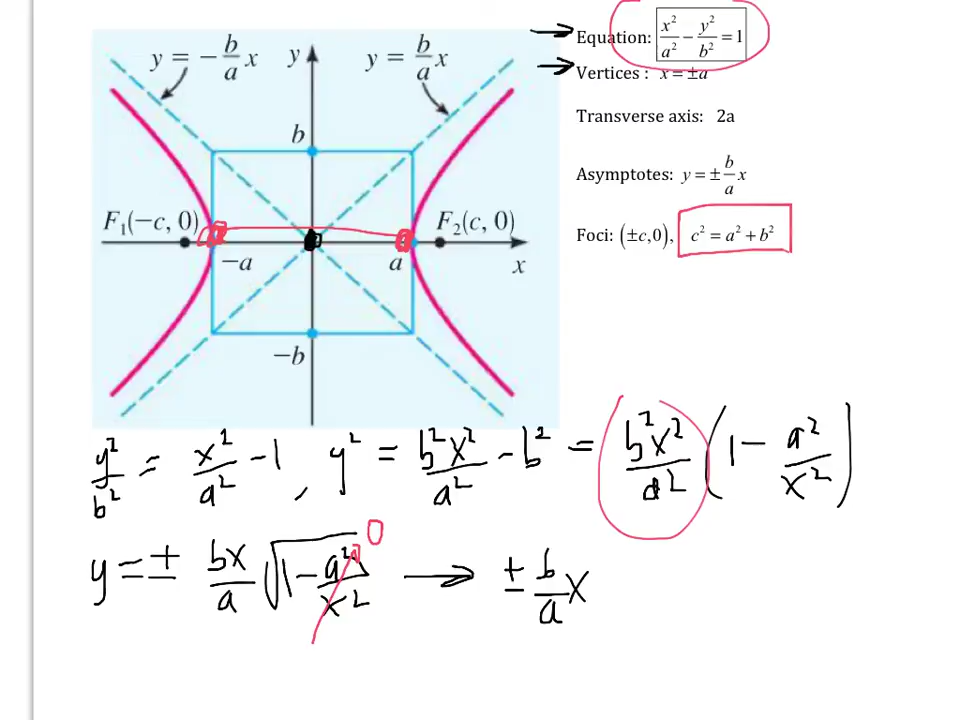 Equation: x²/a² − y²/b² = 1
Vertices : x = ±a
Transverse axis: 2a
Asymptotes: y = ± b/a x
Foci: (±c,0), c² = a² + b²
y = − b/a x
y
y = b/a x
b
F₁(−c, 0)
F₂(c, 0)
−a
a
x
−b
y²/b² = x²/a² − 1 , y² = b²x²/a² − b² = b²x²/a² (1 − a²/x²)
0
y = ± bx/a √(1 − a²/x²) → ± b/a x